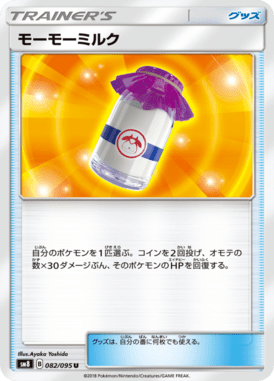 TRAINER'S グッズ
モーモーミルク
自分のポケモンを1匹選ぶ。コインを2回投げ、オモテの
数×30ダメージぶん、そのポケモンのHPを回復する。
Illus.Ayaka Yoshida
SM8 B 082/095 U
グッズは、自分の番に何枚でも使える。
©2018 Pokémon/Nintendo/Creatures/GAME FREAK.